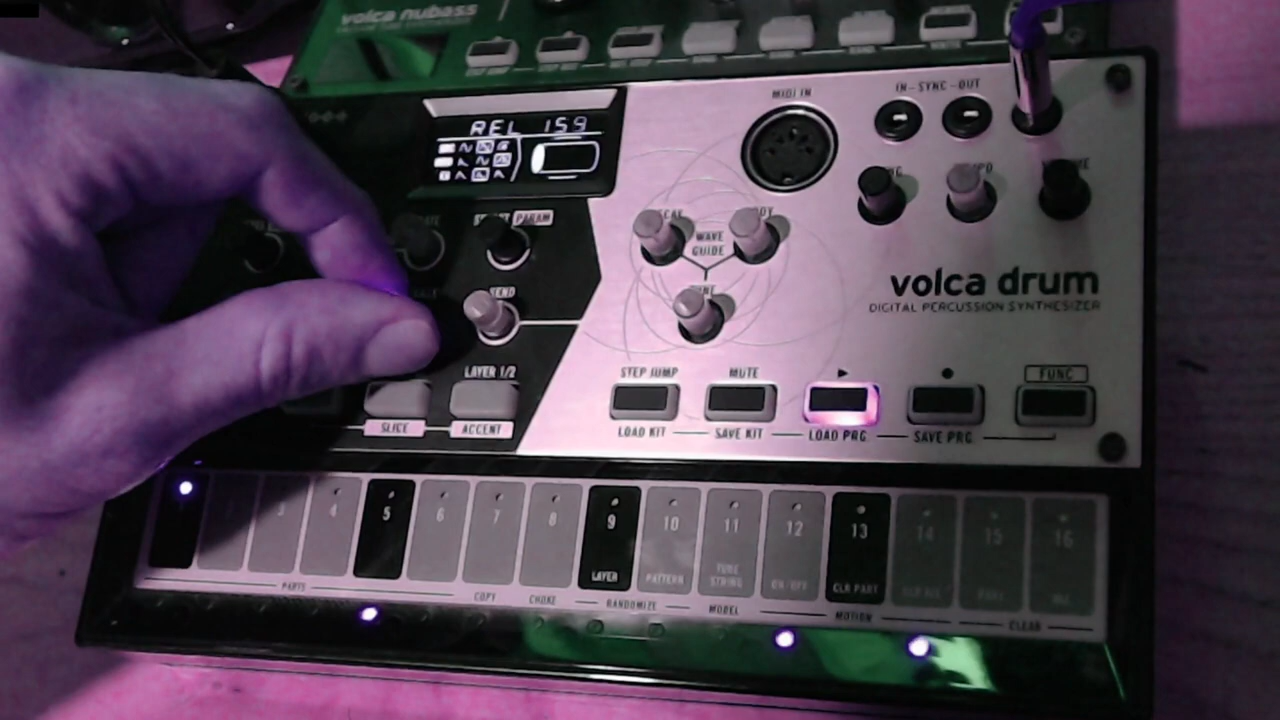 volca nubass
REL 159
MIDI IN
IN-SYNC-OUT
PARAM
SEND
WAVE
GUIDE
volca drum
DIGITAL PERCUSSION SYNTHESIZER
LAYER 1/2
STEP JUMP
MUTE
FUNC
SLICE
ACCENT
LOAD KIT
SAVE KIT
LOAD PRG
SAVE PRG
3
4
5
6
7
8
9
10
11
12
13
14
15
16
LAYER
PATTERN
TUNE
STRING
ON/OFF
CLR PART
PARTS
COPY
CHOKE
RANDOMIZE
MODEL
MOTION
CLEAR